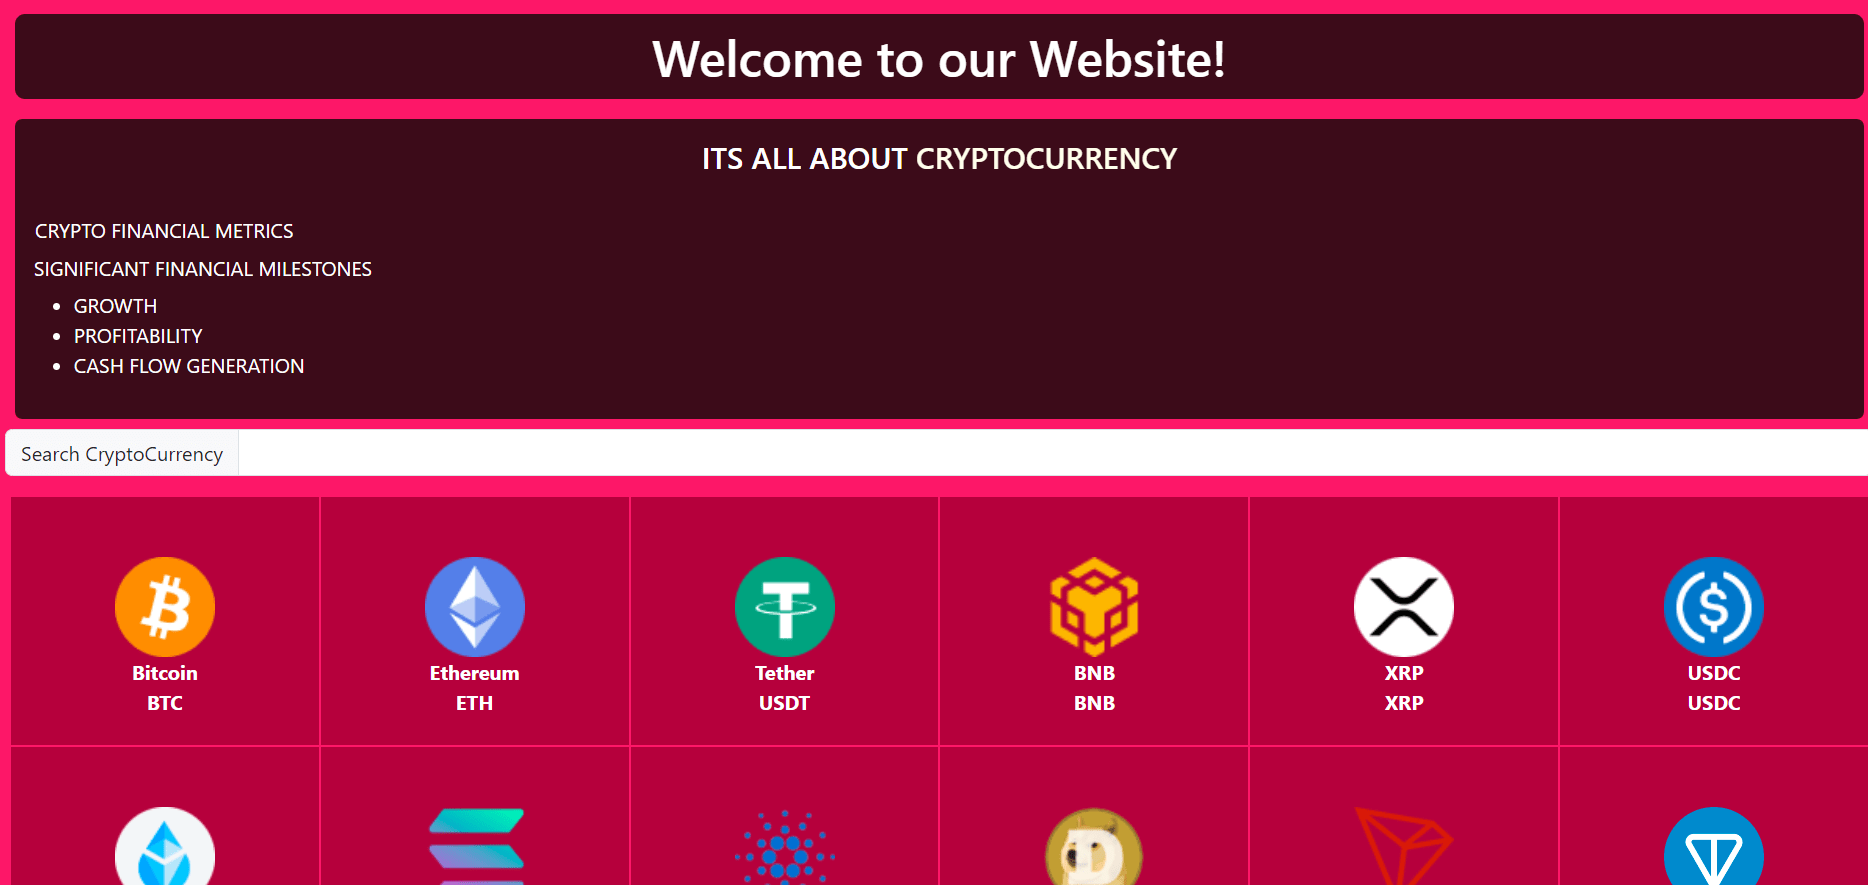 Welcome to our Website!
ITS ALL ABOUT CRYPTOCURRENCY
CRYPTO FINANCIAL METRICS
SIGNIFICANT FINANCIAL MILESTONES
GROWTH
PROFITABILITY
CASH FLOW GENERATION
Search CryptoCurrency
Bitcoin
BTC
Ethereum
ETH
Tether
USDT
BNB
BNB
XRP
XRP
USDC
USDC